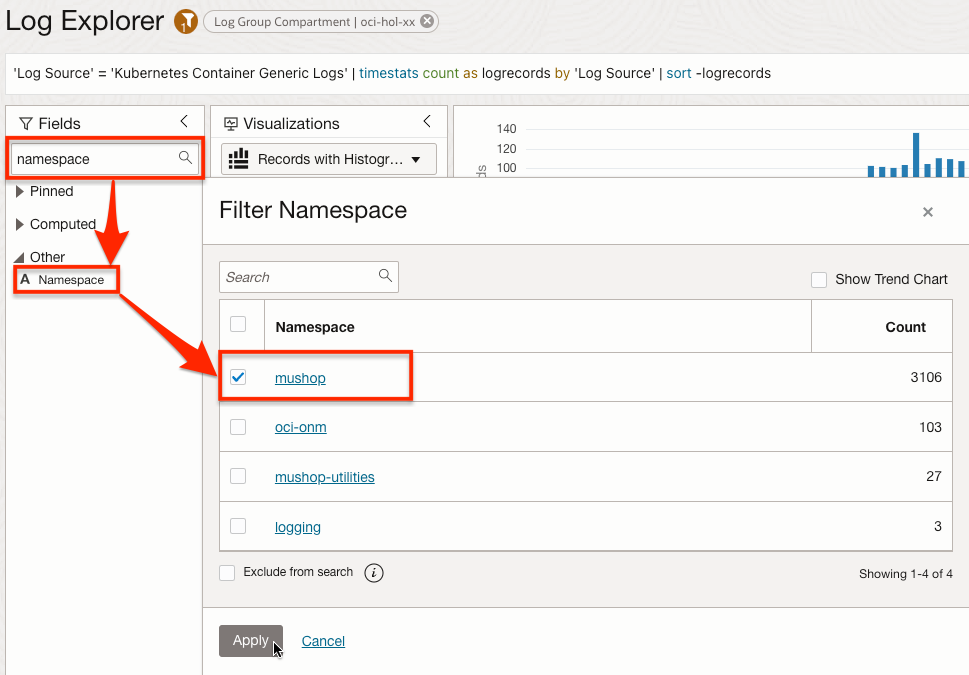 Log Explorer
Log Group Compartment | oci-hol-xx
'Log Source' = 'Kubernetes Container Generic Logs' | timestats count as logrecords by 'Log Source' | sort -logrecords
Fields
namespace
Pinned
Computed
Other
A Namespace
Visualizations
Records with Histogr...
140
120
100
ds
Filter Namespace
Search
Show Trend Chart
Namespace Count
mushop 3106
oci-onm 103
mushop-utilities 27
logging 3
Exclude from search i
Showing 1-4 of 4
Apply Cancel